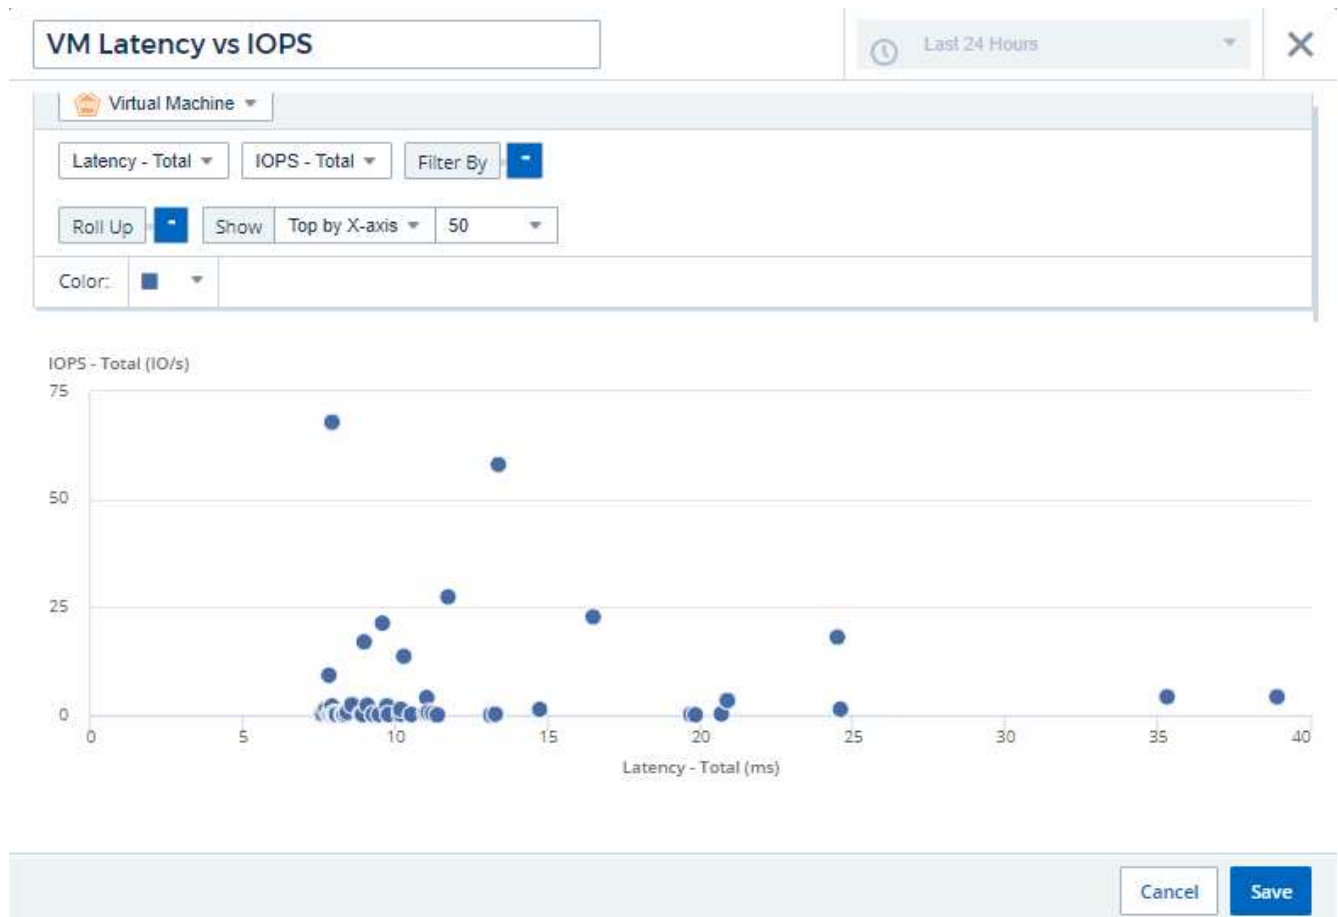 VM Latency vs IOPS
Last 24 Hours
Virtual Machine
Latency - Total IOPS - Total Filter By -
Roll Up - Show Top by X-axis 50
Color:
IOPS - Total (IO/s)
75
50
25
0
0 5 10 15 20 25 30 35 40
Latency - Total (ms)
Cancel Save